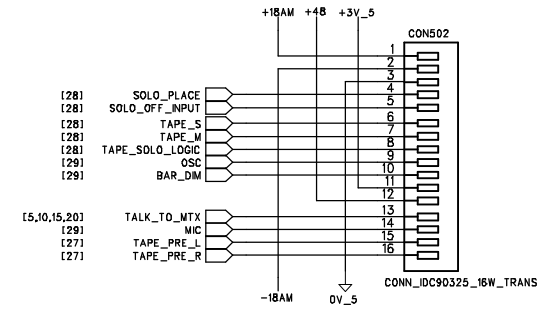 +18AM +48 +3V_5
CON502
1
2
3
[28] SOLO_PLACE 4
[28] SOLO_OFF_INPUT 5
[28] TAPE_S 6
[28] TAPE_M 7
[28] TAPE_SOLO_LOGIC 8
[29] OSC 9
[29] BAR_DIM 10
11
12
[5,10,15,20] TALK_TO_MTX 13
[29] MIC 14
[27] TAPE_PRE_L 15
[27] TAPE_PRE_R 16
CONN_IDC90325_16W_TRANS
-18AM 0V_5